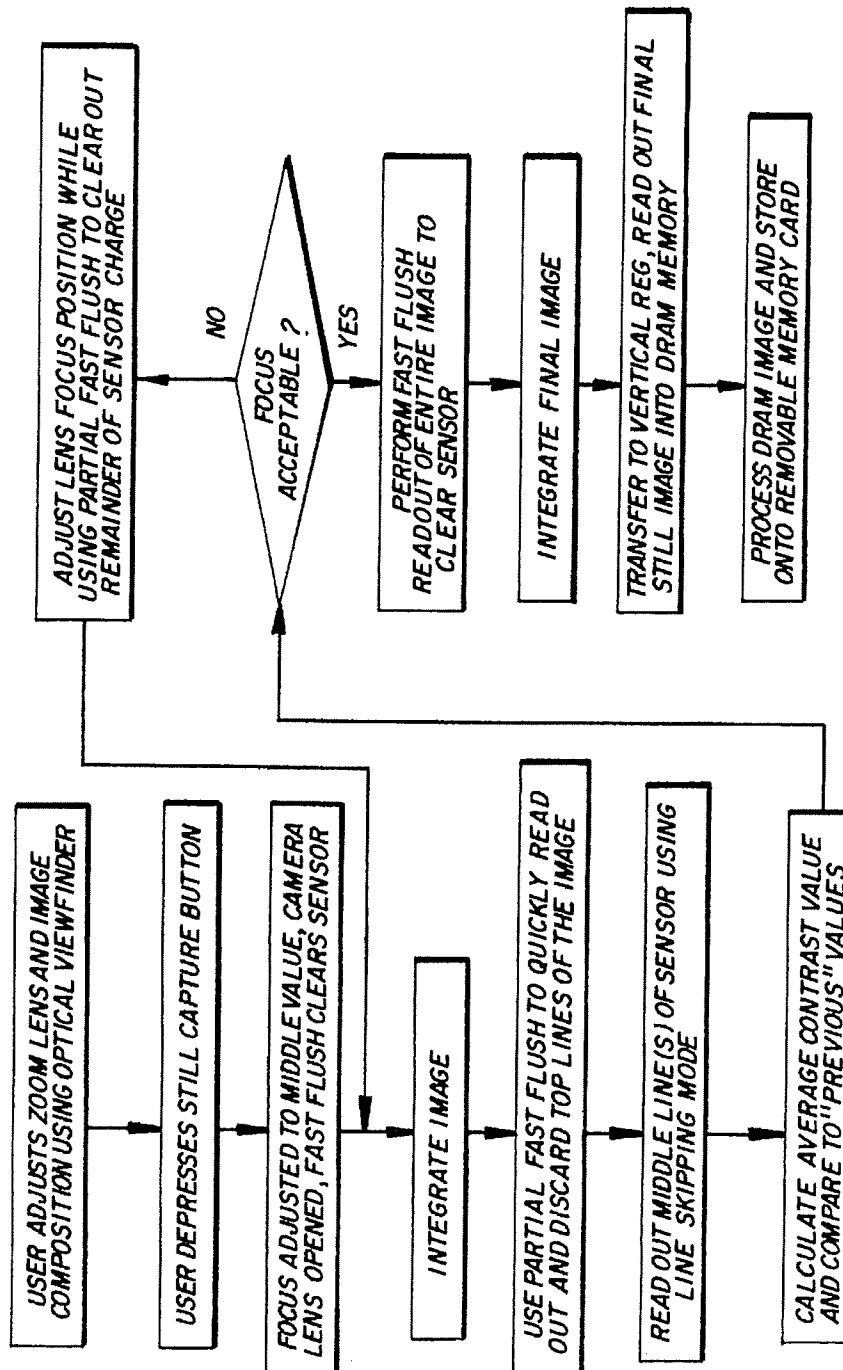 USER ADJUSTS ZOOM LENS AND IMAGE
COMPOSITION USING OPTICAL VIEWFINDER
USER DEPRESSES STILL CAPTURE BUTTON
FOCUS ADJUSTED TO MIDDLE VALUE, CAMERA
LENS OPENED, FAST FLUSH CLEARS SENSOR
INTEGRATE IMAGE
USE PARTIAL FAST FLUSH TO QUICKLY READ
OUT AND DISCARD TOP LINES OF THE IMAGE
READ OUT MIDDLE LINE(S) OF SENSOR USING
LINE SKIPPING MODE
CALCULATE AVERAGE CONTRAST VALUE
AND COMPARE TO "PREVIOUS" VALUES
ADJUST LENS FOCUS POSITION WHILE
USING PARTIAL FAST FLUSH TO CLEAR OUT
REMAINDER OF SENSOR CHARGE
NO
FOCUS
ACCEPTABLE ?
YES
PERFORM FAST FLUSH
READOUT OF ENTIRE IMAGE TO
CLEAR SENSOR
INTEGRATE FINAL IMAGE
TRANSFER TO VERTICAL REG, READ OUT FINAL
STILL IMAGE INTO DRAM MEMORY
PROCESS DRAM IMAGE AND STORE
ONTO REMOVABLE MEMORY CARD